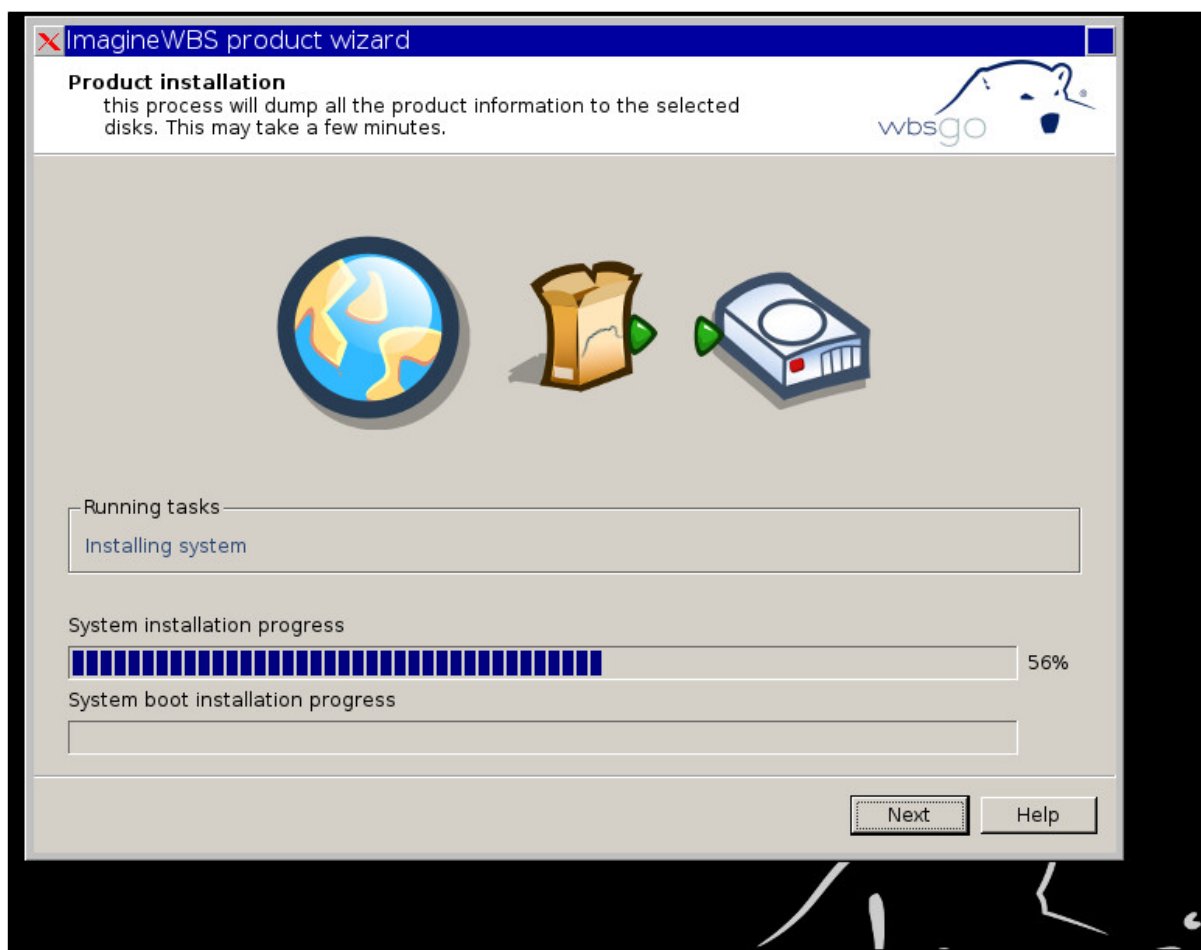 ImagineWBS product wizard
Product installation
this process will dump all the product information to the selected
disks. This may take a few minutes.
wbsgo
Running tasks
Installing system
System installation progress
56%
System boot installation progress
Next
Help